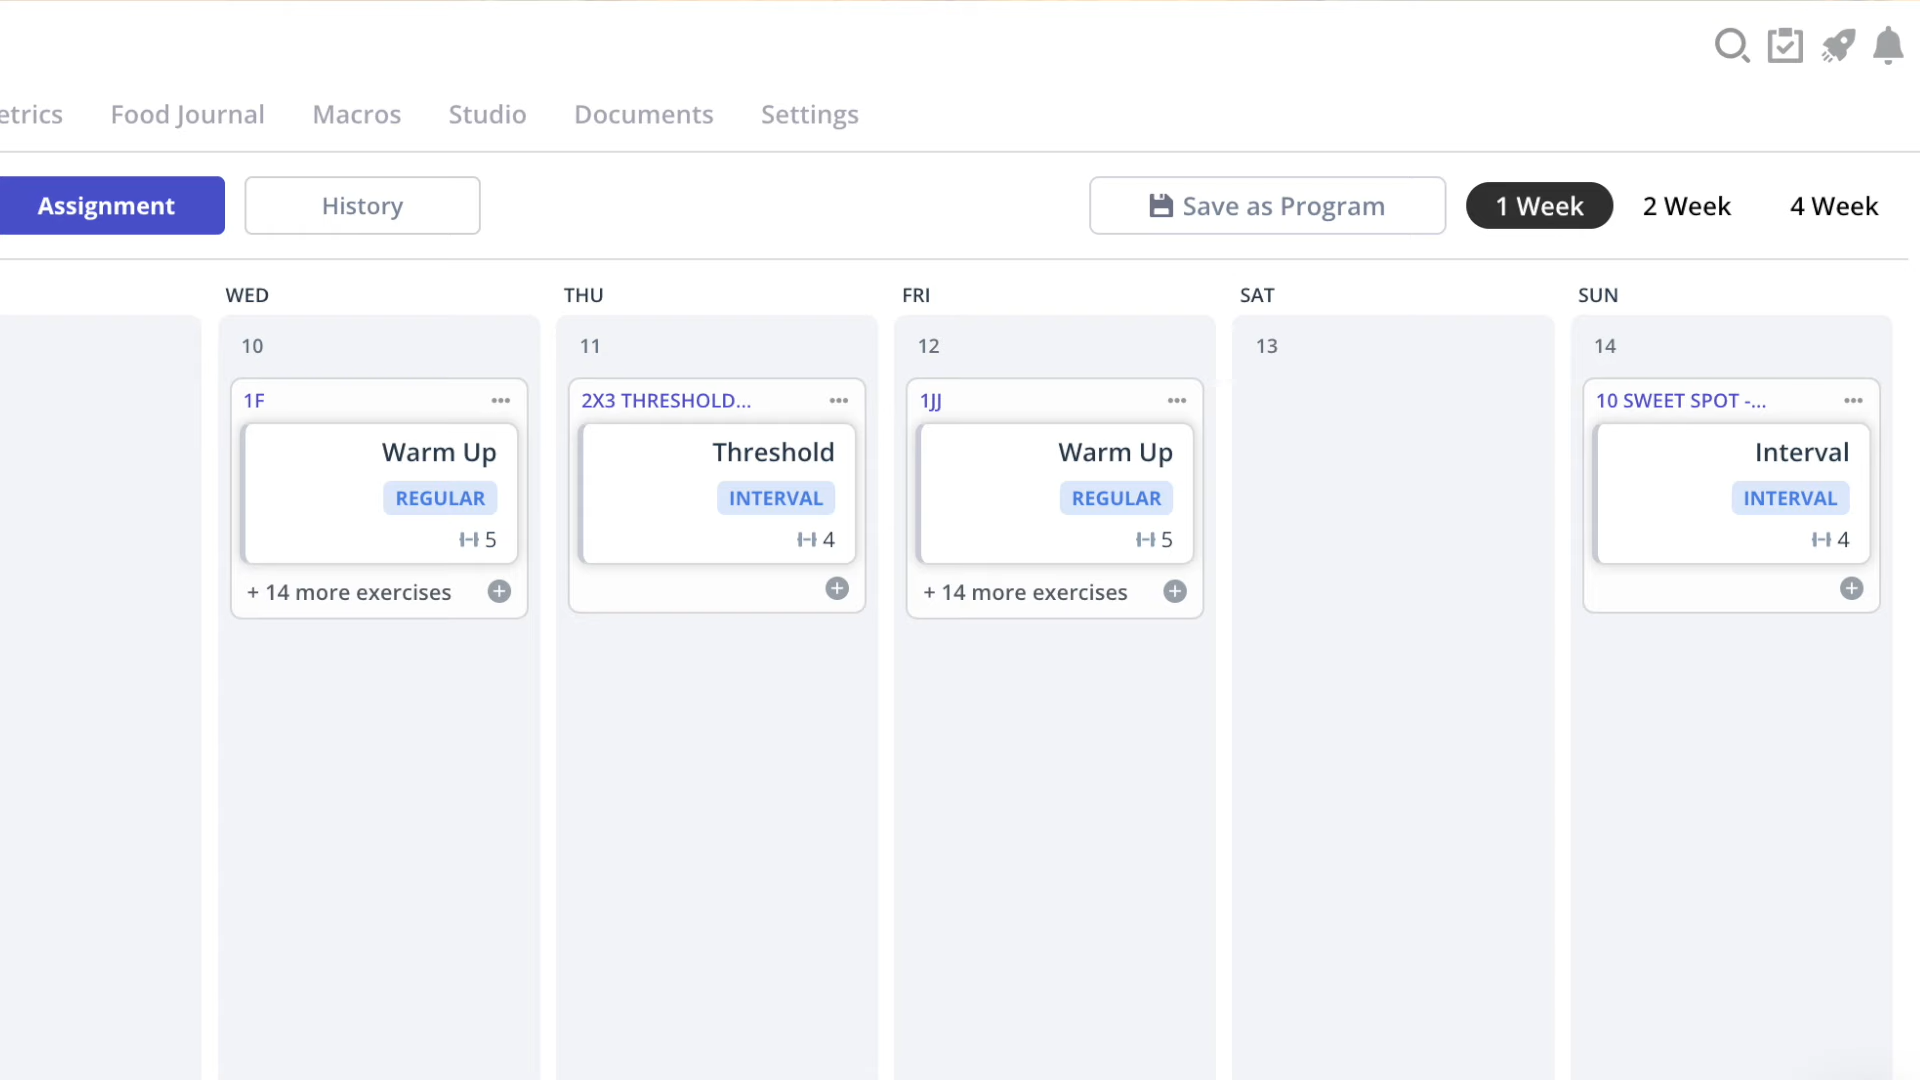 etrics Food Journal Macros Studio Documents Settings
Assignment History Save as Program 1 Week 2 Week 4 Week
WED THU FRI SAT SUN
10 11 12 13 14
1F ••• 2X3 THRESHOLD... ••• 1JJ ••• 10 SWEET SPOT -... •••
Warm Up Threshold Warm Up Interval
REGULAR INTERVAL REGULAR INTERVAL
5 4 5 4
+ 14 more exercises + 14 more exercises